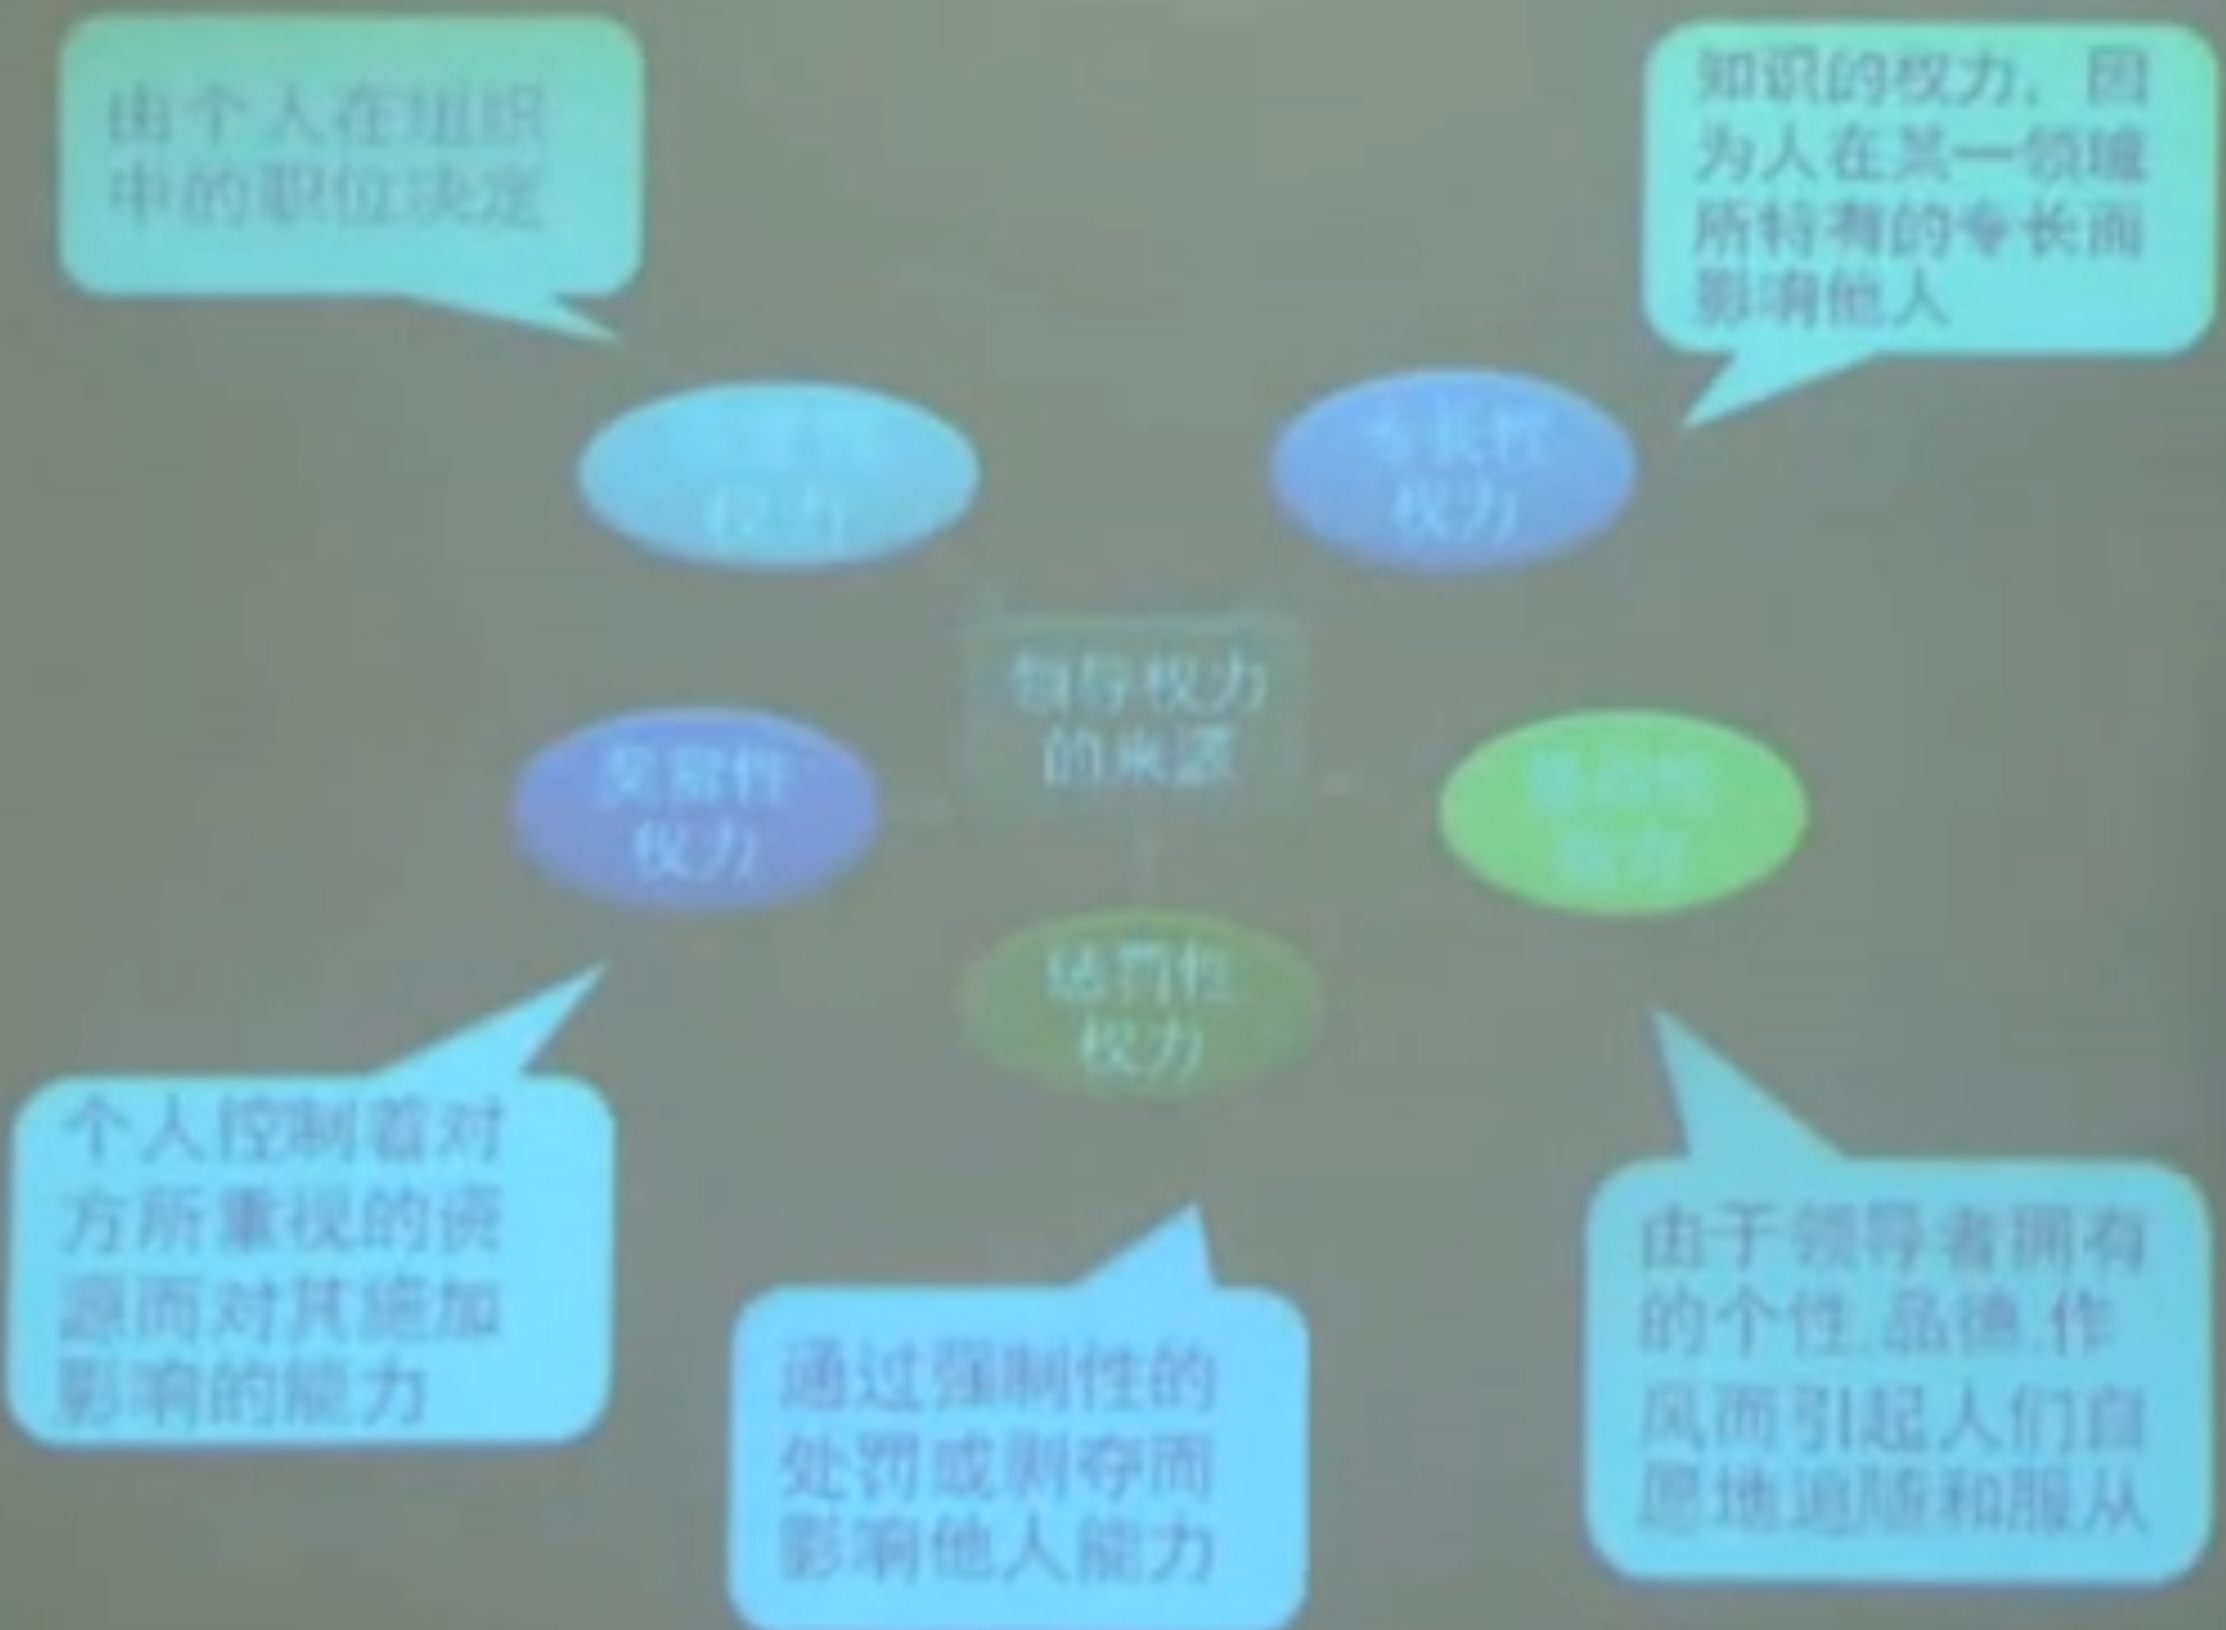 由个人在组织
中的职位决定
知识的权力，因
为人在某一领域
所特有的专长而
影响他人
权力
专长性
权力
领导权力
的来源
奖赏性
权力
惩罚性
权力
个人控制着对
方所重视的资
源而对其施加
影响的能力
通过强制性的
处罚或剥夺而
影响他人能力
由于领导者拥有
的个性.品德.作
风而引起人们自
愿地追随和服从